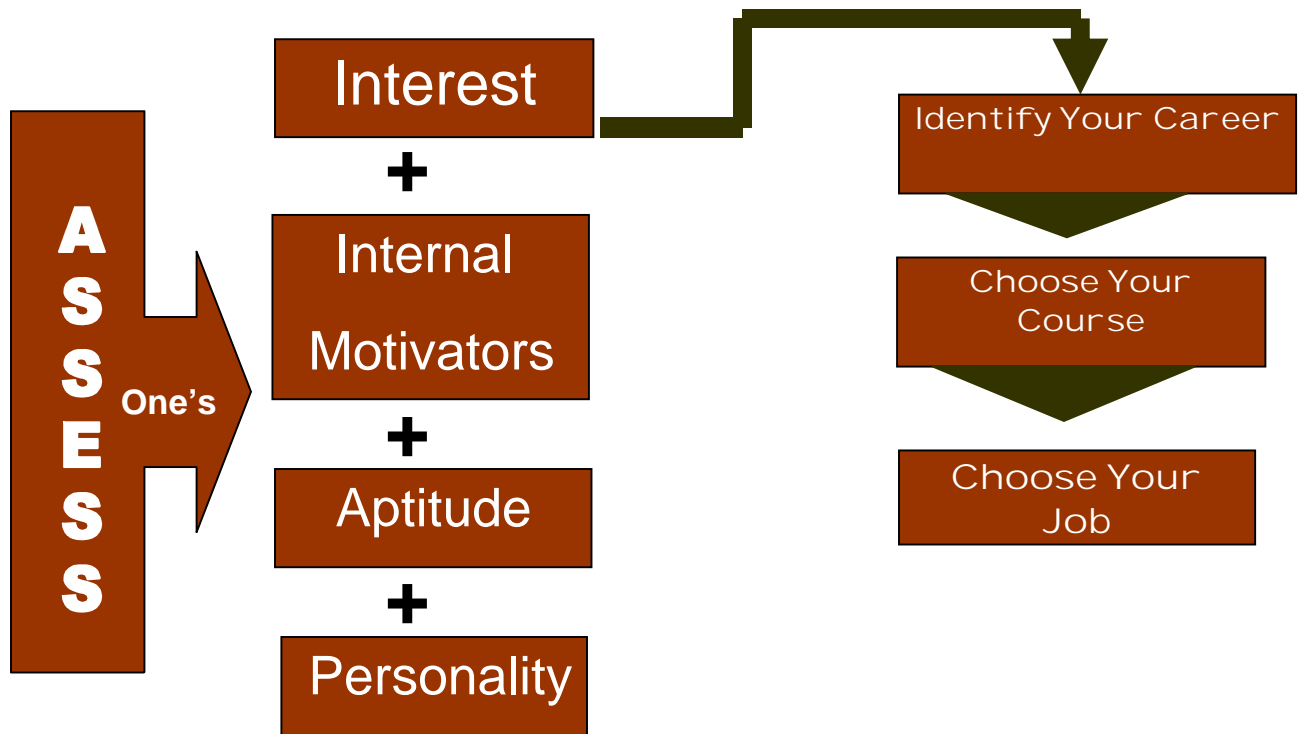 ASSESS
One's
Interest
+
Internal
Motivators
+
Aptitude
+
Personality
Identify Your Career
Choose Your
Course
Choose Your
Job